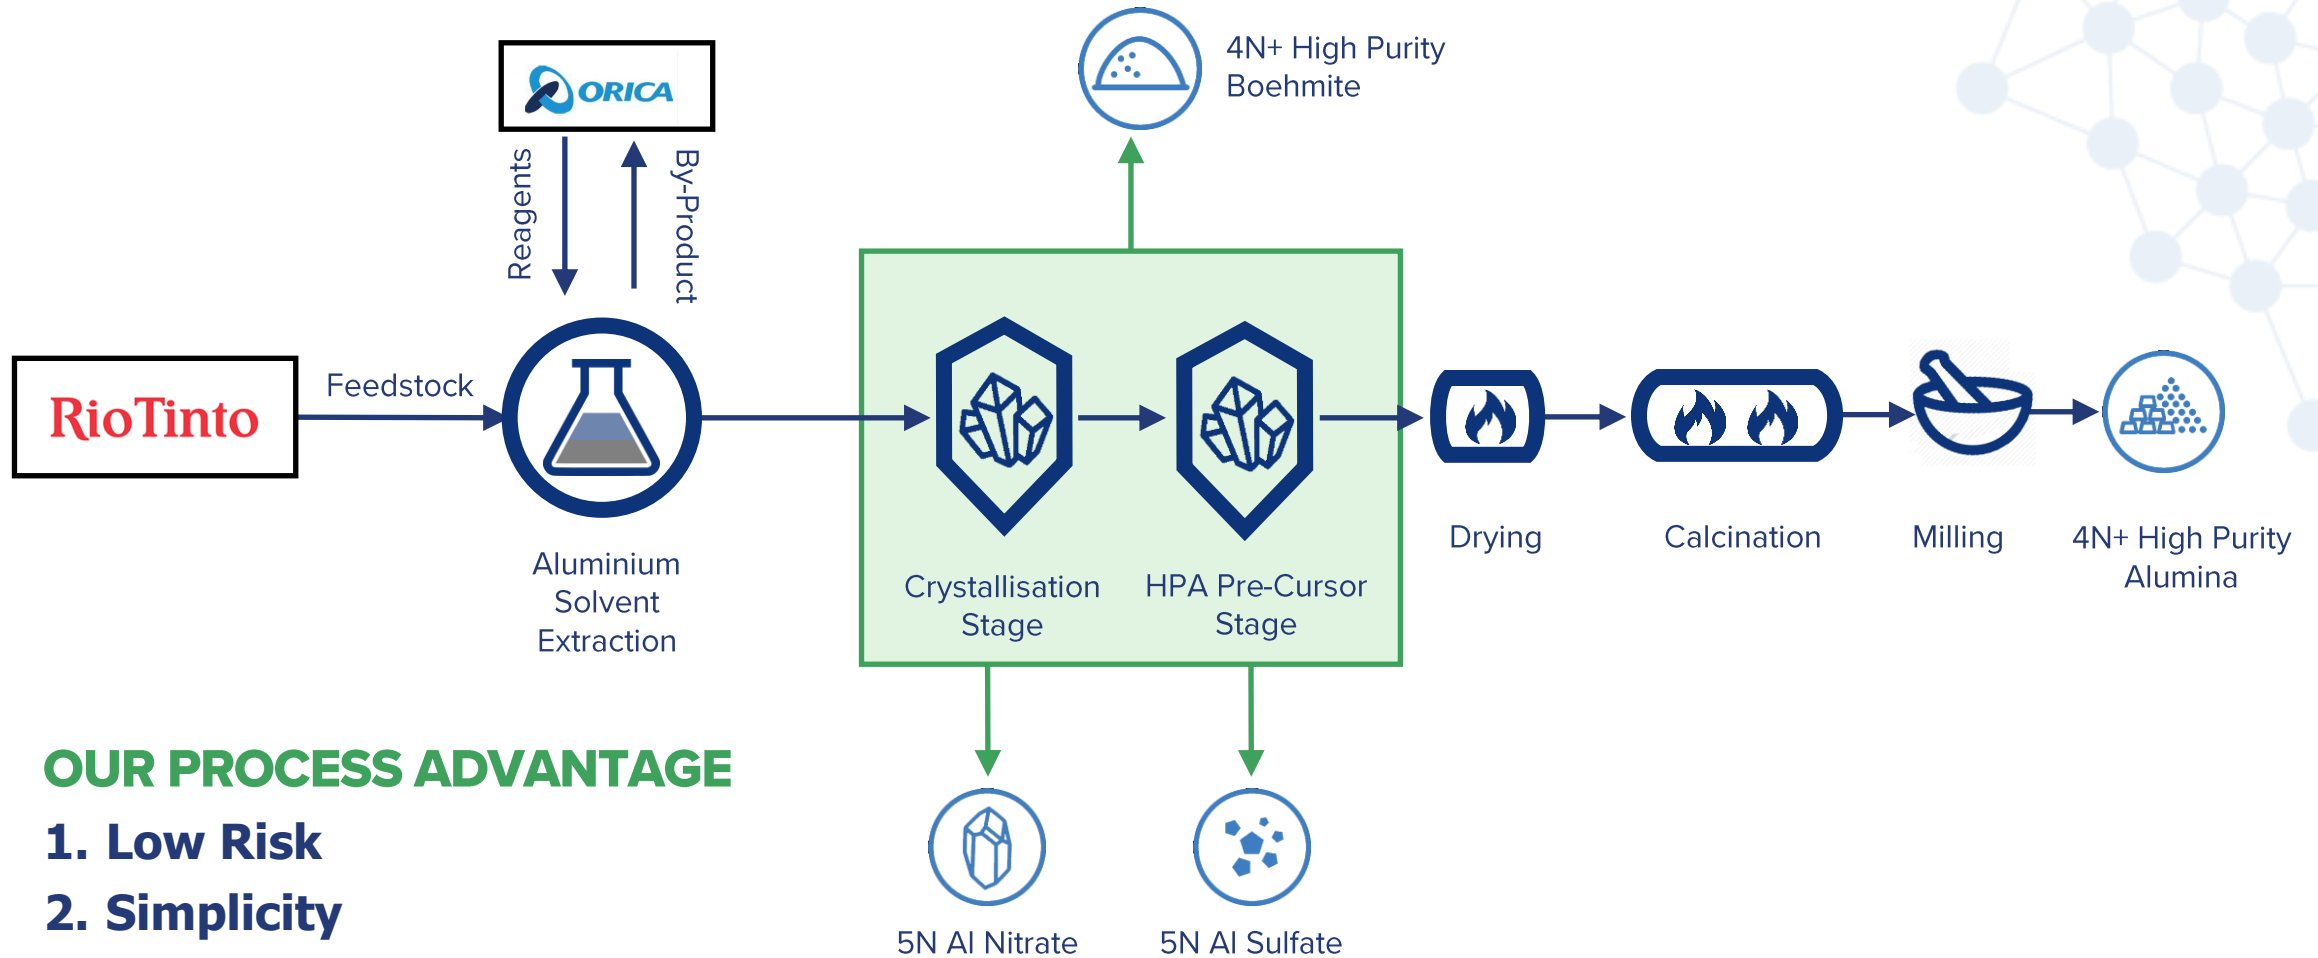 ORICA
4N+ High Purity
Boehmite
Reagents
By-Product
RioTinto
Feedstock
Aluminium
Solvent
Extraction
Crystallisation
Stage
HPA Pre-Cursor
Stage
Drying
Calcination
Milling
4N+ High Purity
Alumina
OUR PROCESS ADVANTAGE
1. Low Risk
2. Simplicity
5N Al Nitrate
5N Al Sulfate